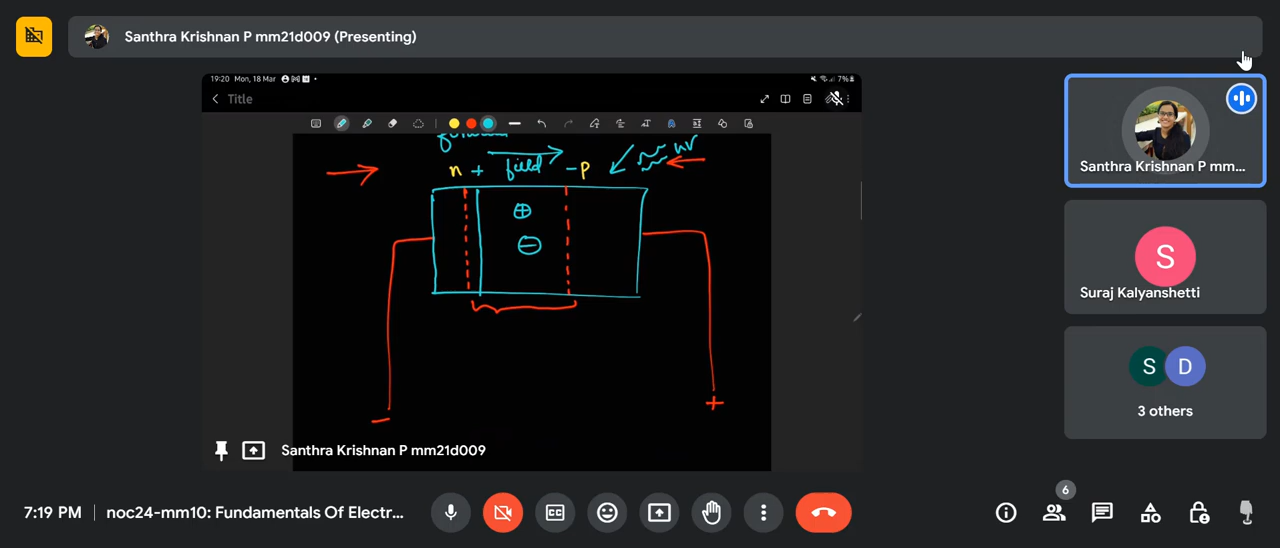 Santhra Krishnan P mm21d009 (Presenting)
19:20 Mon, 18 Mar
7%
Title
field
hν
n + - p
+
-
- +
Santhra Krishnan P mm21d009
Santhra Krishnan P mm...
S
Suraj Kalyanshetti
S D
3 others
7:19 PM | noc24-mm10: Fundamentals Of Electr...
6